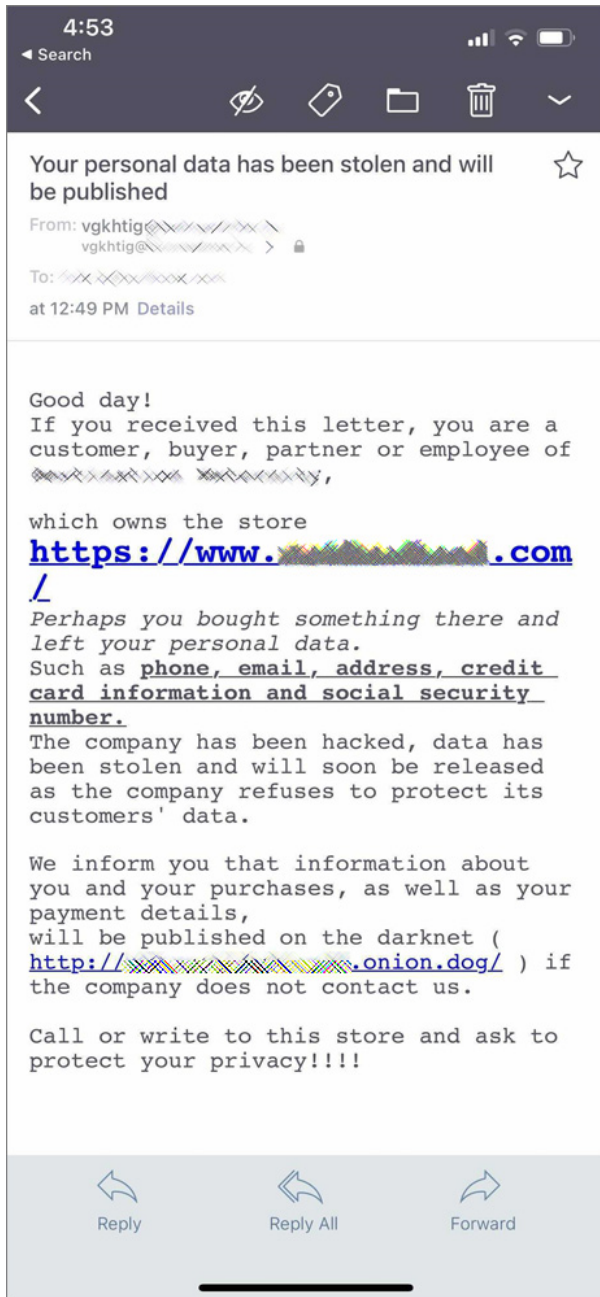 4:53
Search
Your personal data has been stolen and will
be published
From: vgkhtig@
vgkhtig@
To:
at 12:49 PM Details
Good day!
If you received this letter, you are a
customer, buyer, partner or employee of
,
which owns the store
https://www. .com
/
Perhaps you bought something there and
left your personal data.
Such as phone, email, address, credit
card information and social security
number.
The company has been hacked, data has
been stolen and will soon be released
as the company refuses to protect its
customers' data.
We inform you that information about
you and your purchases, as well as your
payment details,
will be published on the darknet (
http:// .onion.dog/ ) if
the company does not contact us.
Call or write to this store and ask to
protect your privacy!!!!
Reply
Reply All
Forward